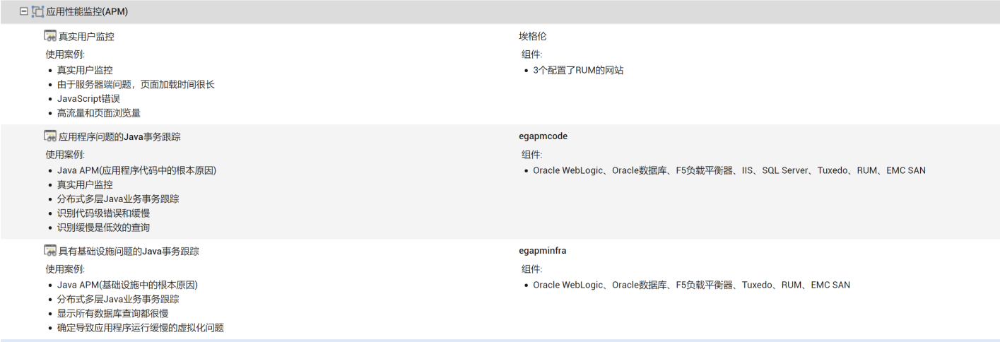 应用性能监控(APM)
真实用户监控
埃格伦
使用案例:
组件:
真实用户监控
3个配置了RUM的网站
由于服务器端问题，页面加载时间很长
JavaScript错误
高流量和页面浏览量
应用程序问题的Java事务跟踪
egapmcode
使用案例:
组件:
Java APM(应用程序代码中的根本原因)
Oracle WebLogic、Oracle数据库、F5负载平衡器、IIS、SQL Server、Tuxedo、RUM、EMC SAN
真实用户监控
分布式多层Java业务事务跟踪
识别代码级错误和缓慢
识别缓慢是低效的查询
具有基础设施问题的Java事务跟踪
egapminfra
使用案例:
组件:
Java APM(基础设施中的根本原因)
Oracle WebLogic、Oracle数据库、F5负载平衡器、Tuxedo、RUM、EMC SAN
分布式多层Java业务事务跟踪
显示所有数据库查询都很慢
确定导致应用程序运行缓慢的虚拟化问题